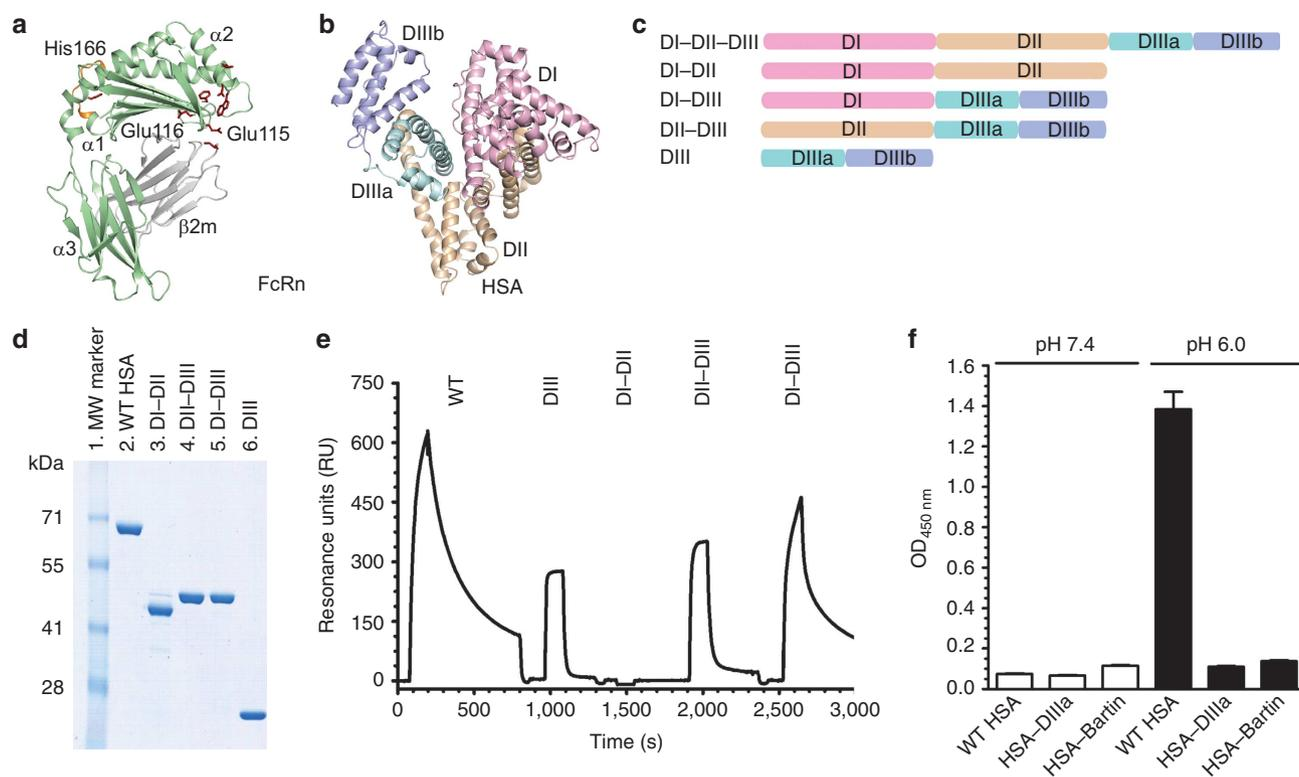 a
His166
α2
Glu116
Glu115
α1
β2m
α3
FcRn
b
DIIIb
DI
DIIIa
DII
HSA
c
DI–DII–DIII DI DII DIIIa DIIIb
DI–DII DI DII
DI–DIII DI DIIIa DIIIb
DII–DIII DII DIIIa DIIIb
DIII DIIIa DIIIb
d
1. MW marker
2. WT HSA
3. DI–DII
4. DII–DIII
5. DI–DIII
6. DIII
kDa
71
55
41
28
e
WT
DIII
DI–DII
DII–DIII
DI–DIII
Resonance units (RU)
750
600
450
300
150
0
0 500 1,000 1,500 2,000 2,500 3,000
Time (s)
f
pH 7.4 pH 6.0
OD450 nm
1.6
1.4
1.2
1.0
0.8
0.6
0.4
0.2
0.0
WT HSA
HSA–DIIIa
HSA–Bartin
WT HSA
HSA–DIIIa
HSA–Bartin